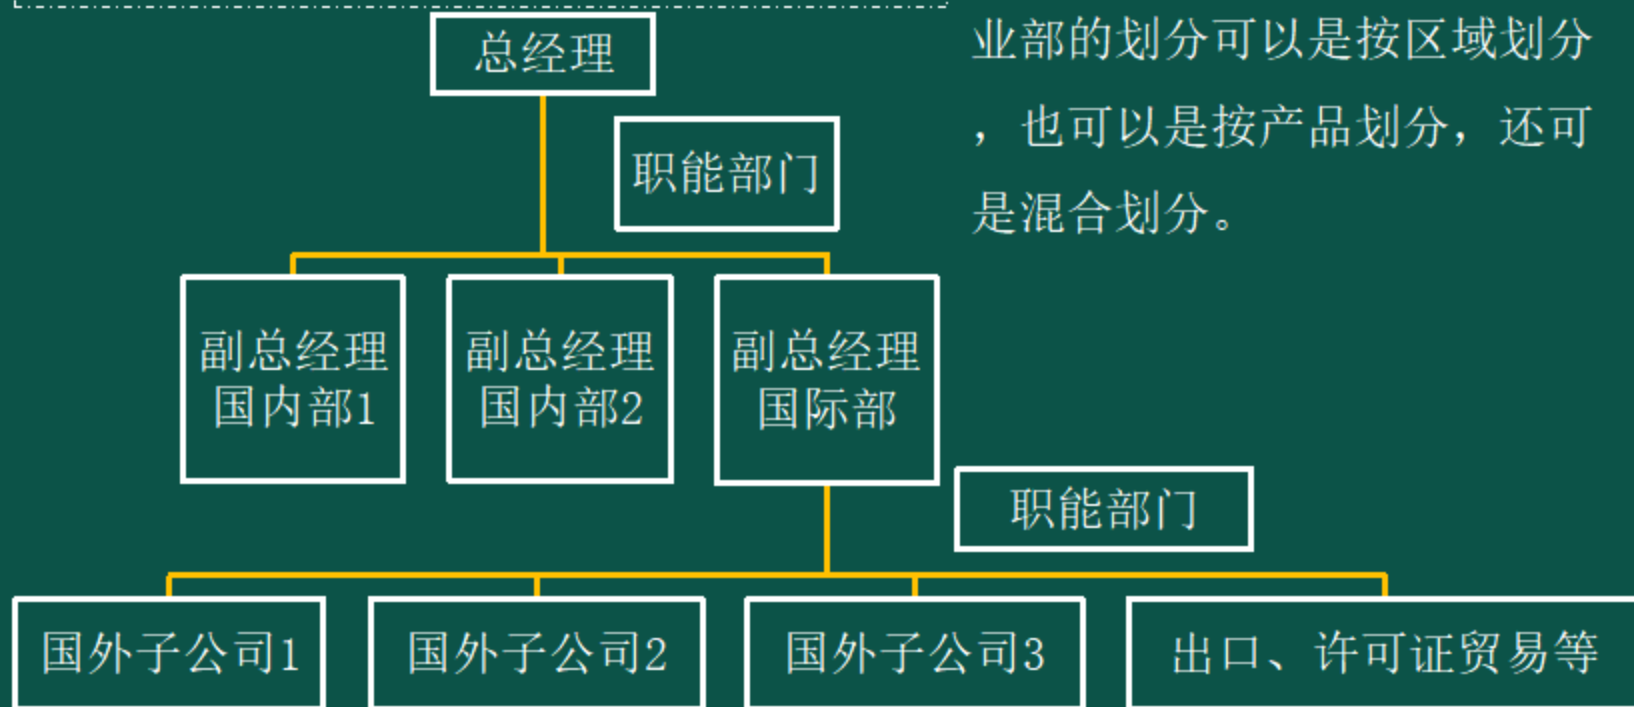 总经理
业部的划分可以是按区域划分
，也可以是按产品划分，还可
是混合划分。
职能部门
副总经理
国内部1
副总经理
国内部2
副总经理
国际部
职能部门
国外子公司1
国外子公司2
国外子公司3
出口、许可证贸易等